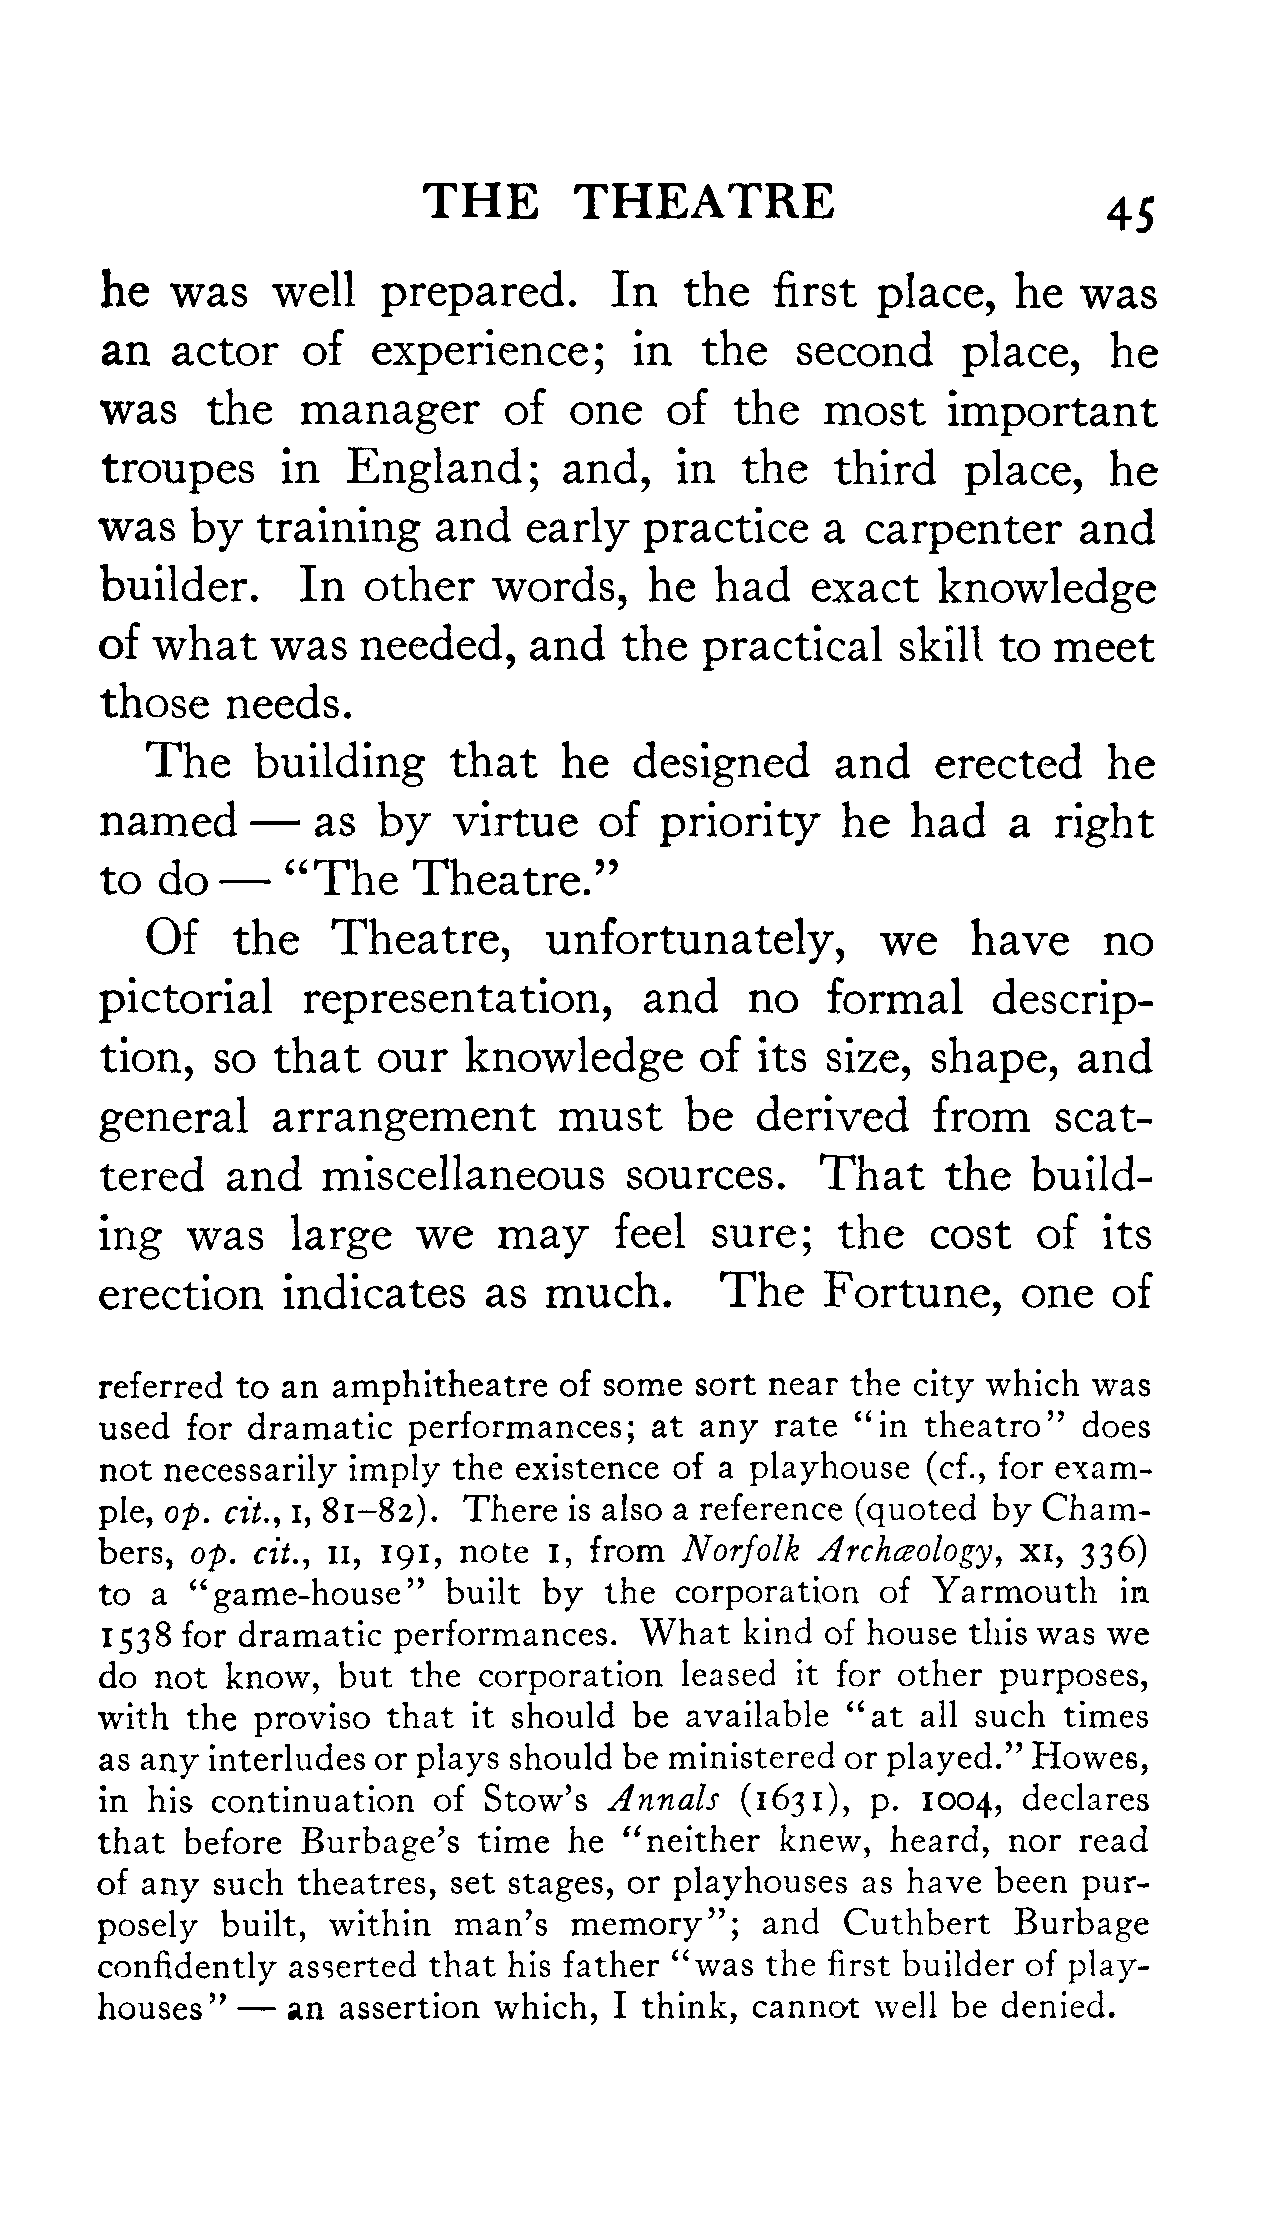 THE THEATRE 45
he was well prepared. In the first place, he was
an actor of experience; in the second place, he
was the manager of one of the most important
troupes in England; and, in the third place, he
was by training and early practice a carpenter and
builder. In other words, he had exact knowledge
of what was needed, and the practical skill to meet
those needs.
The building that he designed and erected he
named — as by virtue of priority he had a right
to do — “The Theatre.”
Of the Theatre, unfortunately, we have no
pictorial representation, and no formal descrip-
tion, so that our knowledge of its size, shape, and
general arrangement must be derived from scat-
tered and miscellaneous sources. That the build-
ing was large we may feel sure; the cost of its
erection indicates as much. The Fortune, one of
referred to an amphitheatre of some sort near the city which was
used for dramatic performances; at any rate “in theatro” does
not necessarily imply the existence of a playhouse (cf., for exam-
ple, op. cit., I, 81–82). There is also a reference (quoted by Cham-
bers, op. cit., II, 191, note 1, from Norfolk Archæology, XI, 336)
to a “game-house” built by the corporation of Yarmouth in
1538 for dramatic performances. What kind of house this was we
do not know, but the corporation leased it for other purposes,
with the proviso that it should be available “at all such times
as any interludes or plays should be ministered or played.” Howes,
in his continuation of Stow’s Annals (1631), p. 1004, declares
that before Burbage’s time he “neither knew, heard, nor read
of any such theatres, set stages, or playhouses as have been pur-
posely built, within man’s memory”; and Cuthbert Burbage
confidently asserted that his father “was the first builder of play-
houses” — an assertion which, I think, cannot well be denied.